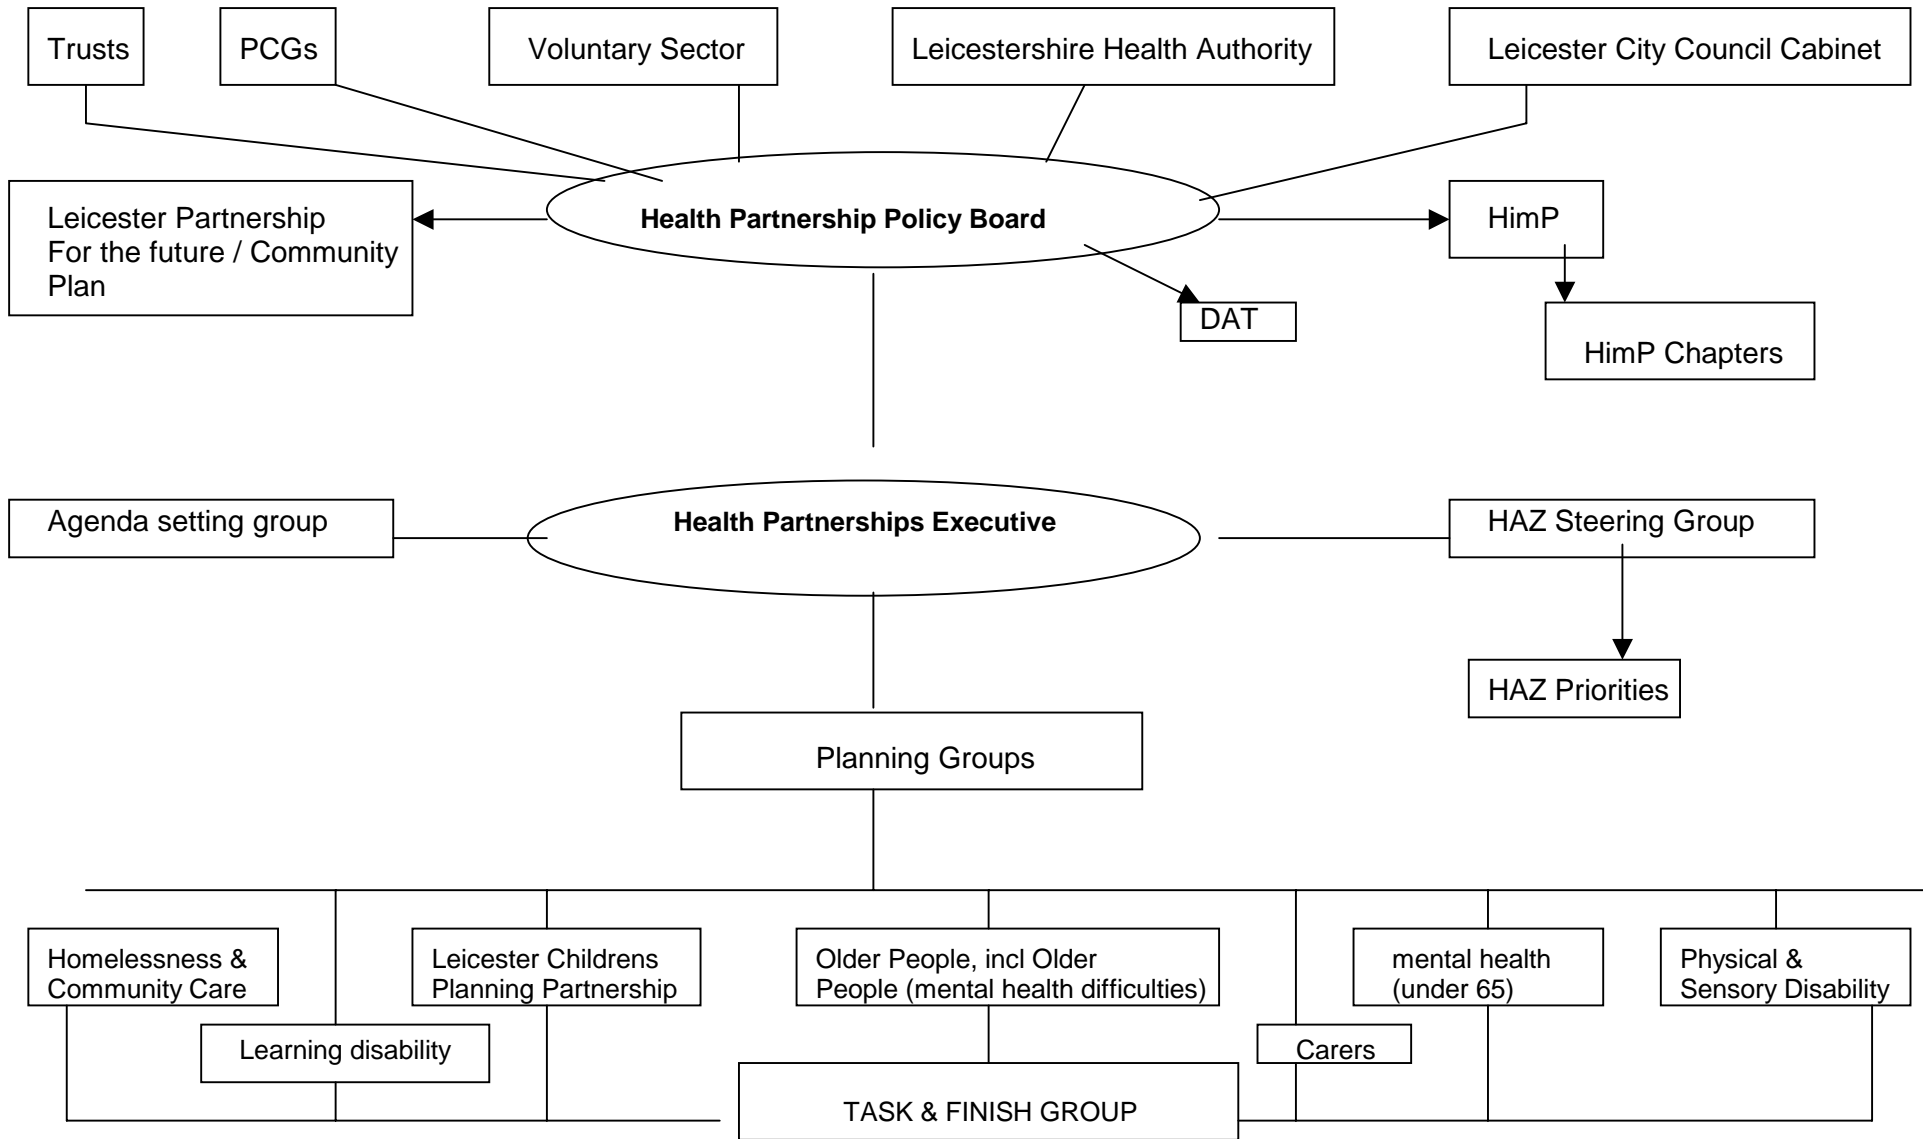 Trusts
PCGs
Voluntary Sector
Leicestershire Health Authority
Leicester City Council Cabinet
Leicester Partnership
For the future / Community
Plan
Health Partnership Policy Board
HimP
DAT
HimP Chapters
Agenda setting group
Health Partnerships Executive
HAZ Steering Group
HAZ Priorities
Planning Groups
Homelessness &
Community Care
Leicester Childrens
Planning Partnership
Older People, incl Older
People (mental health difficulties)
mental health
(under 65)
Physical &
Sensory Disability
Learning disability
Carers
TASK & FINISH GROUP